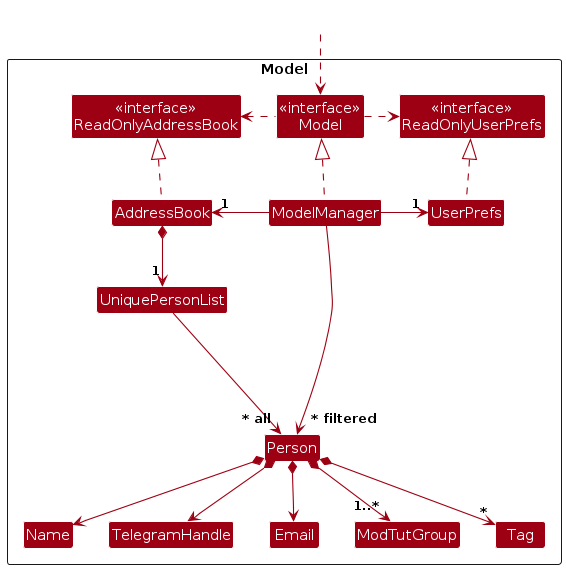 Model
«interface»
ReadOnlyAddressBook
«interface»
Model
«interface»
ReadOnlyUserPrefs
AddressBook
1
ModelManager
1
UserPrefs
1
UniquePersonList
* all
* filtered
Person
1..*
*
Name
TelegramHandle
Email
ModTutGroup
Tag